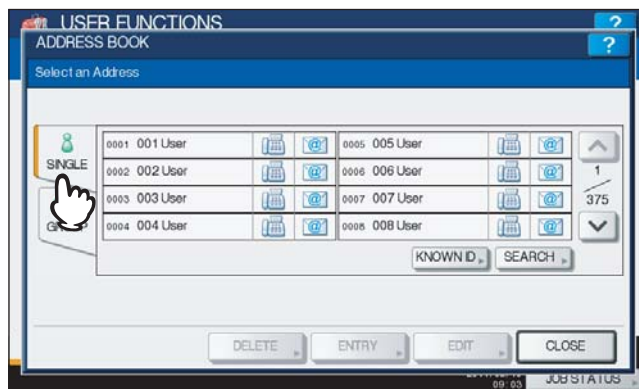 USER FUNCTIONS ?
ADDRESS BOOK ?
Select an Address
SINGLE
0001 001 User
0002 002 User
0003 003 User
0004 004 User
0005 005 User
0006 006 User
0007 007 User
0008 008 User
1
375
KNOWN ID
SEARCH
DELETE
ENTRY
EDIT
CLOSE
09:03
JOB STATUS